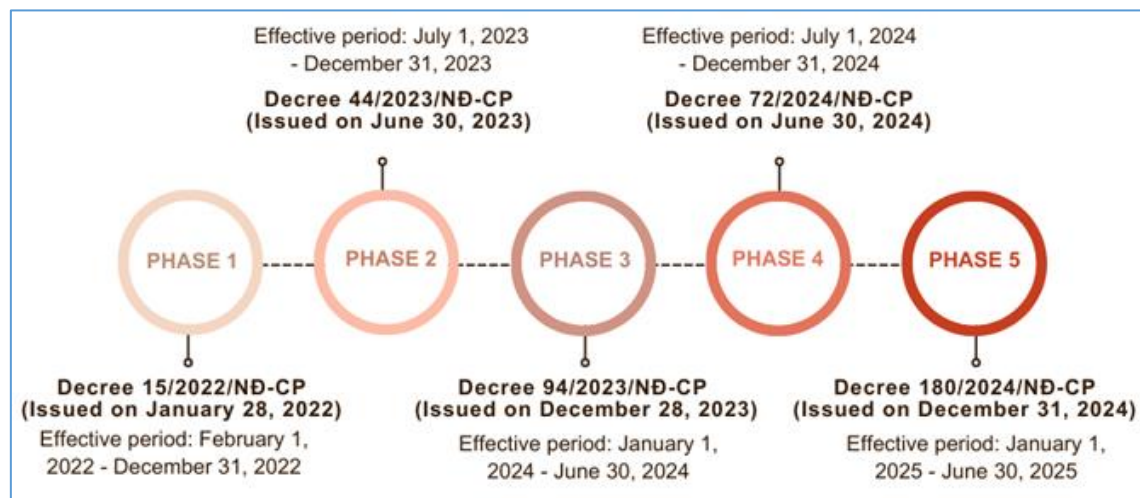 Effective period: July 1, 2023
- December 31, 2023
Decree 44/2023/NĐ-CP
(Issued on June 30, 2023)
Effective period: July 1, 2024
- December 31, 2024
Decree 72/2024/NĐ-CP
(Issued on June 30, 2024)
PHASE 1
PHASE 2
PHASE 3
PHASE 4
PHASE 5
Decree 15/2022/NĐ-CP
(Issued on January 28, 2022)
Effective period: February 1,
2022 - December 31, 2022
Decree 94/2023/NĐ-CP
(Issued on December 28, 2023)
Effective period: January 1,
2024 - June 30, 2024
Decree 180/2024/NĐ-CP
(Issued on December 31, 2024)
Effective period: January 1,
2025 - June 30, 2025